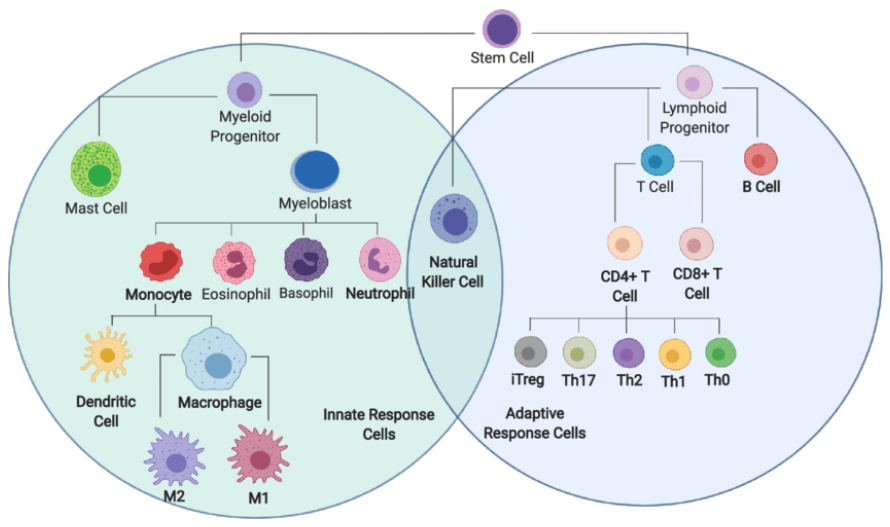 Stem Cell
Myeloid
Progenitor
Lymphoid
Progenitor
Mast Cell
Myeloblast
T Cell
B Cell
Natural
Killer Cell
Monocyte
Eosinophil
Basophil
Neutrophil
CD4+ T
Cell
CD8+ T
Cell
Dendritic
Cell
Macrophage
iTreg
Th17
Th2
Th1
Th0
Innate Response
Cells
Adaptive
Response Cells
M2
M1